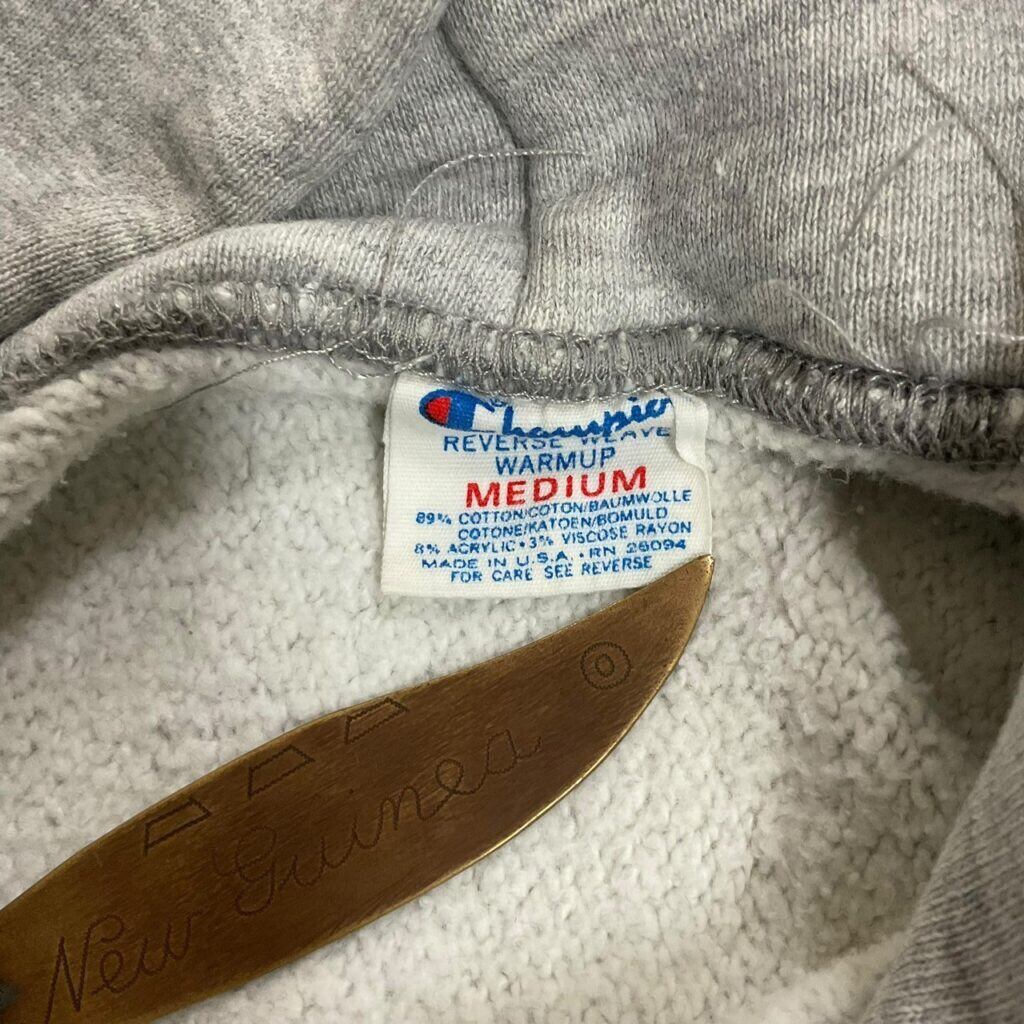 Champion
REVERSE WEAVE
WARMUP
MEDIUM
89% COTTON/COTON/BAUMWOLLE
COTONE/KATOEN/BOMULD
8% ACRYLIC • 3% VISCOSE RAYON
MADE IN U.S.A. • RN 26094
FOR CARE SEE REVERSE
New Guinea